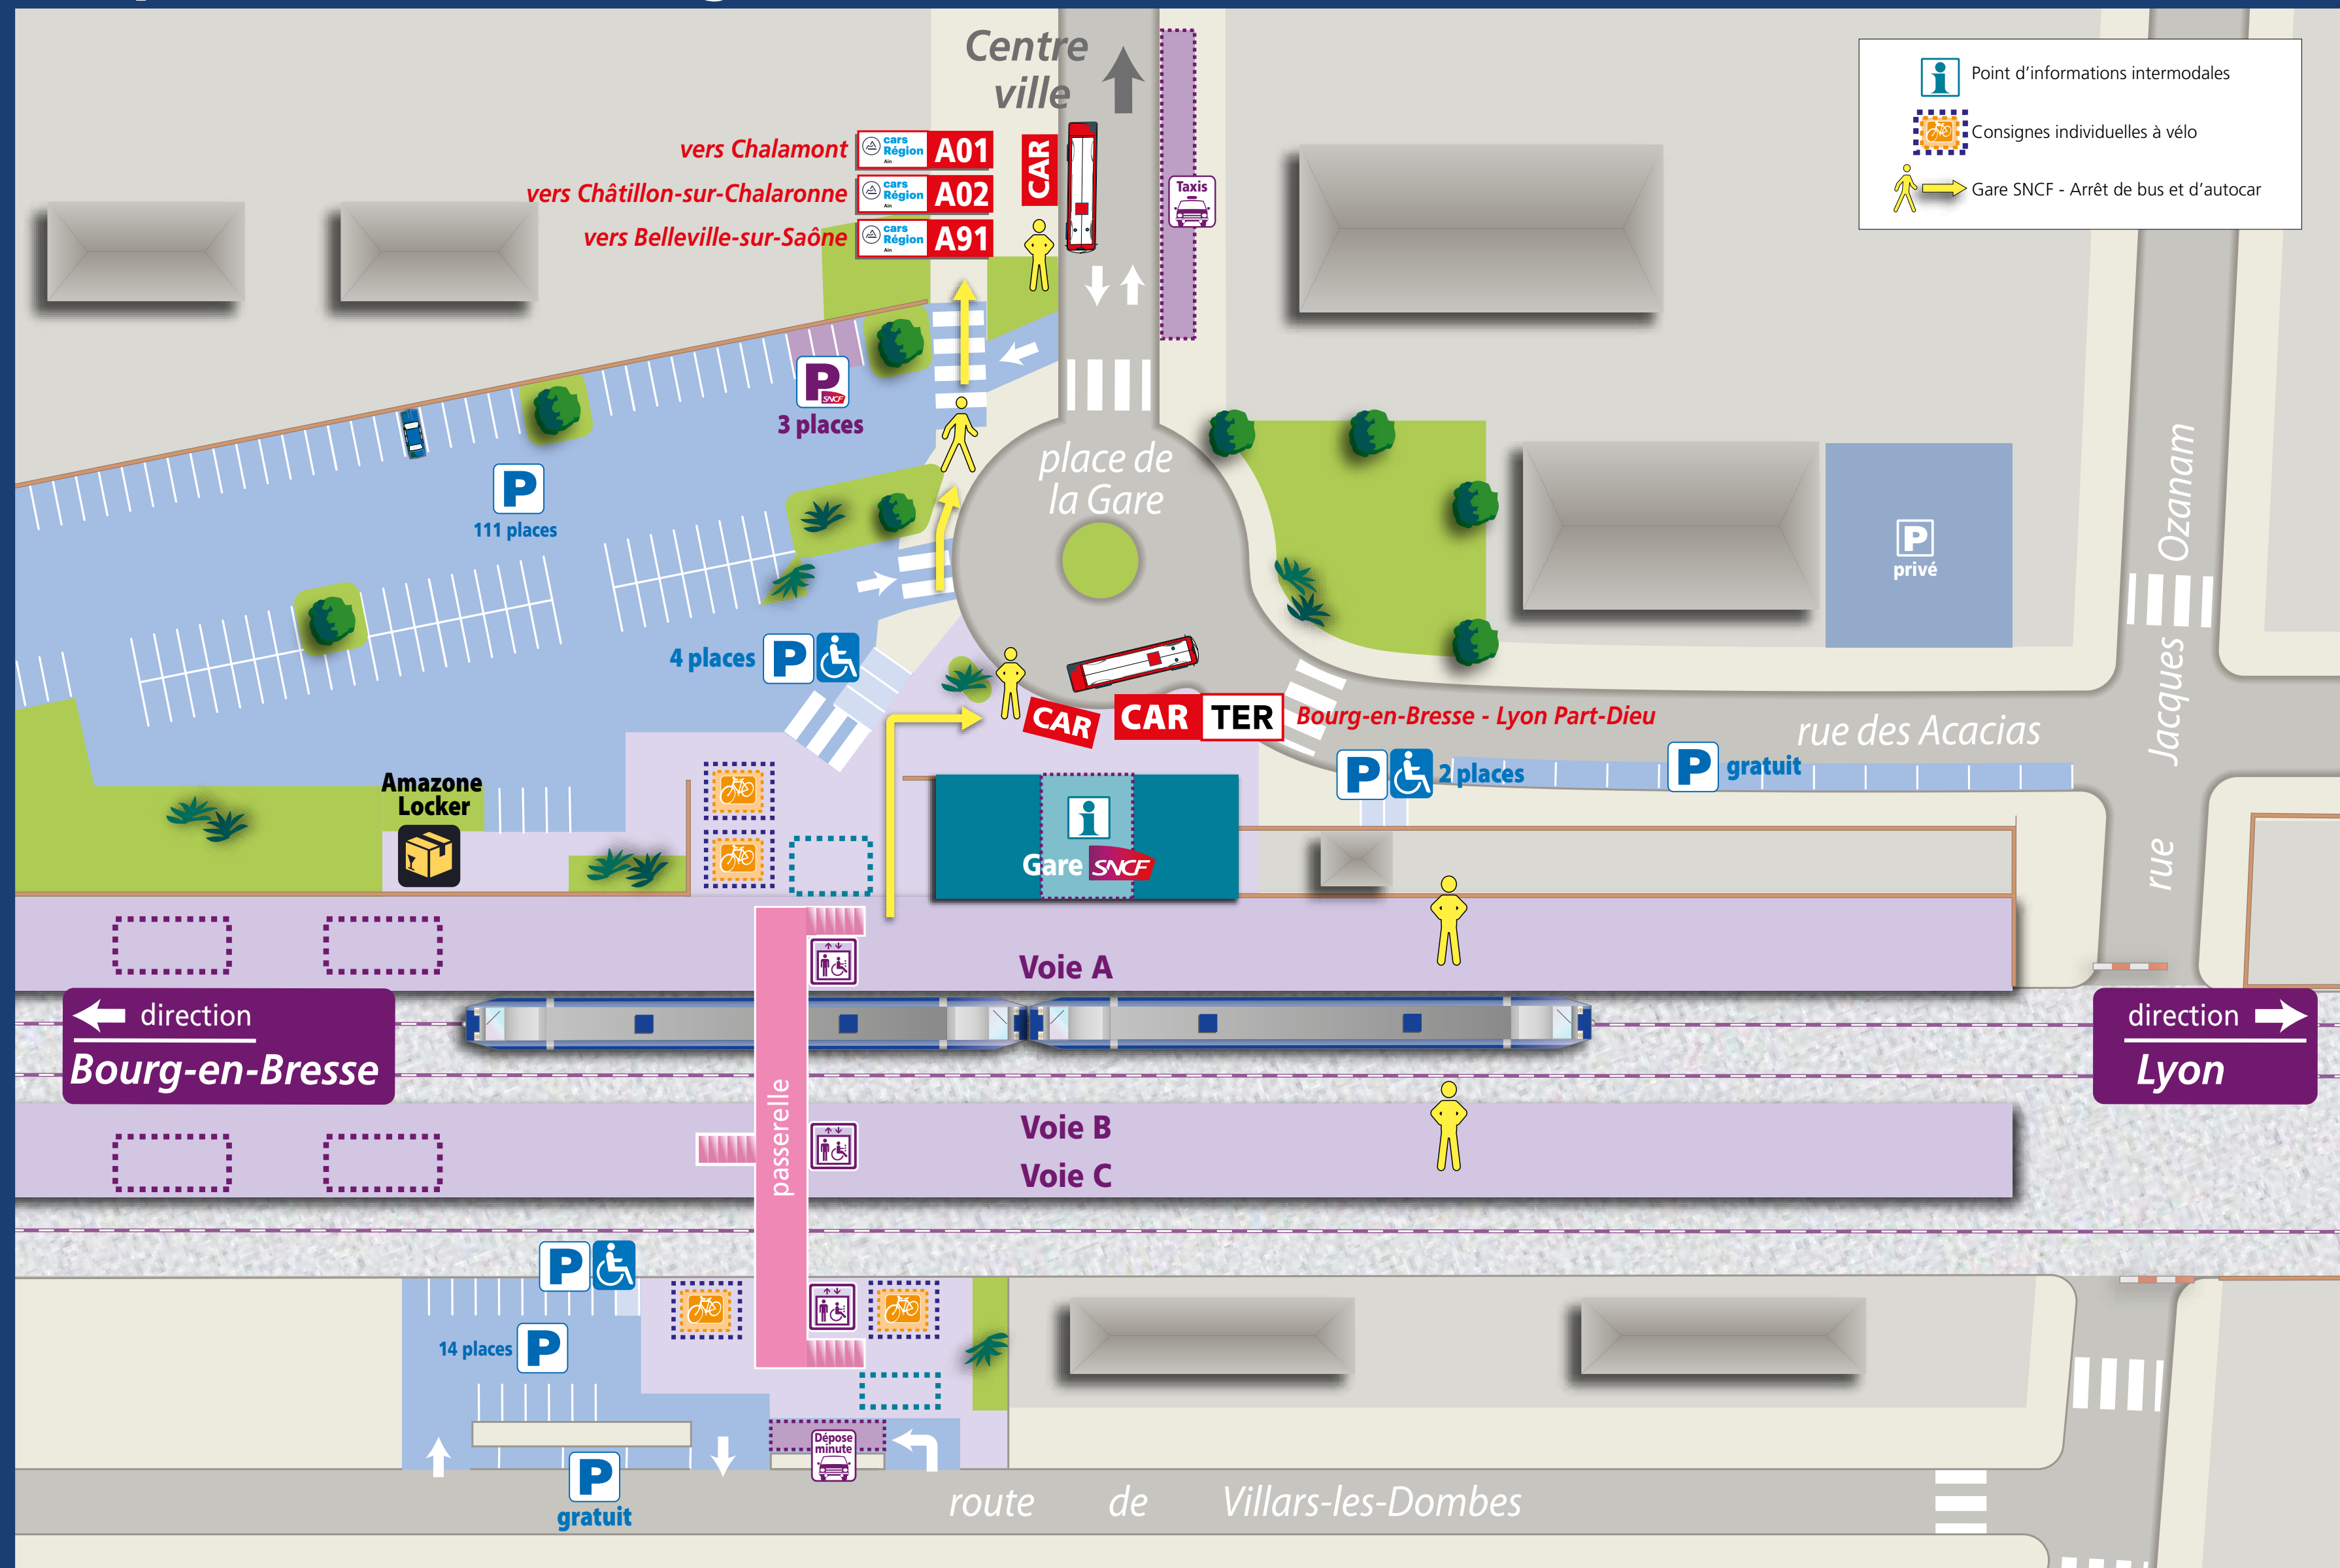 Centre
ville
vers Chalamont
cars
Région
Ain
A01
CAR
vers Châtillon-sur-Chalaronne
cars
Région
Ain
A02
vers Belleville-sur-Saône
cars
Région
Ain
A91
Taxis
Point d'informations intermodales
Consignes individuelles à vélo
Gare SNCF - Arrêt de bus et d'autocar
P
SNCF
3 places
place de
la Gare
P
111 places
P
privé
rue Jacques Ozanam
4 places P
CAR
CAR TER Bourg-en-Bresse - Lyon Part-Dieu
rue des Acacias
P 2 places
P gratuit
Amazone
Locker
Gare SNCF
Voie A
direction
Bourg-en-Bresse
direction
Lyon
passerelle
Voie B
Voie C
P
14 places P
Dépose
minute
P
gratuit
route de Villars-les-Dombes